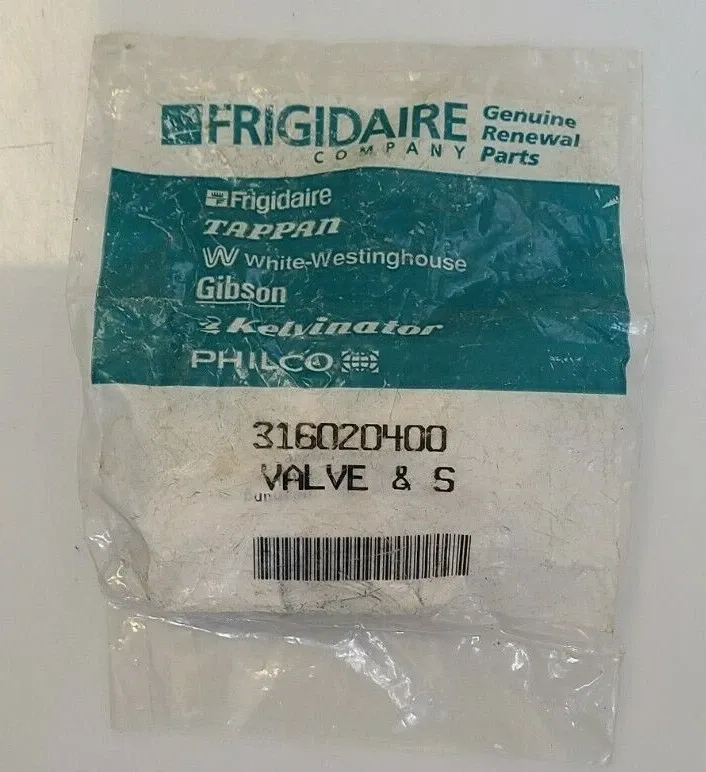 FRIGIDAIRE
COMPANY
Genuine
Renewal
Parts
Frigidaire
TAPPAN
White-Westinghouse
Gibson
Kelvinator
PHILCO
316020400
VALVE & S